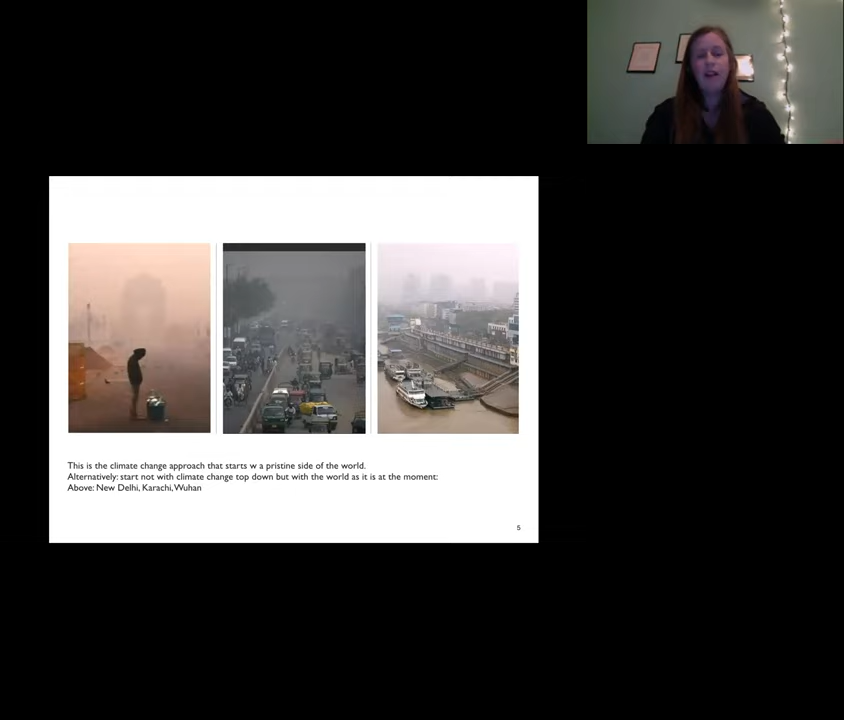 This is the climate change approach that starts w a pristine side of the world.
Alternatively: start not with climate change top down but with the world as it is at the moment:
Above: New Delhi, Karachi, Wuhan
5